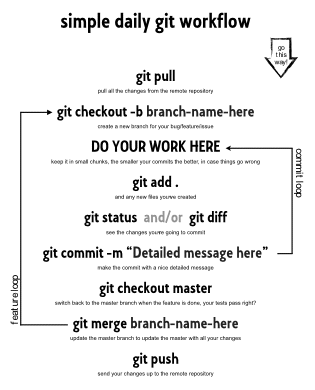 simple daily git workflow
go
this
way!
git pull
pull all the changes from the remote repository
git checkout -b branch-name-here
create a new branch for your bug/feature/issue
DO YOUR WORK HERE
keep it in small chunks, the smaller your commits the better, in case things go wrong
commit loop
git add .
and any new files you've created
git status and/or git diff
see the changes you're going to commit
git commit -m “Detailed message here”
make the commit with a nice detailed message
git checkout master
switch back to the master branch when the feature is done, your tests pass right?
feature loop
git merge branch-name-here
update the master branch to update the master with all your changes
git push
send your changes up to the remote repository